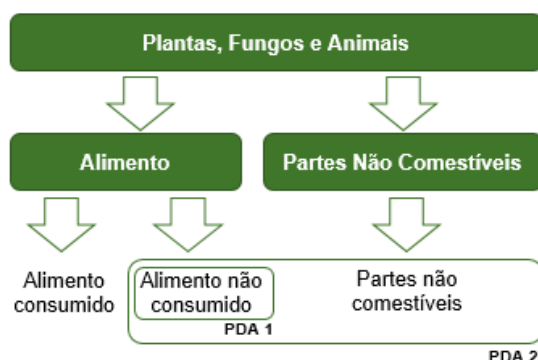 Plantas, Fungos e Animais
Alimento
Partes Não Comestíveis
Alimento
consumido
Alimento não
consumido
Partes não
comestíveis
PDA 1
PDA 2